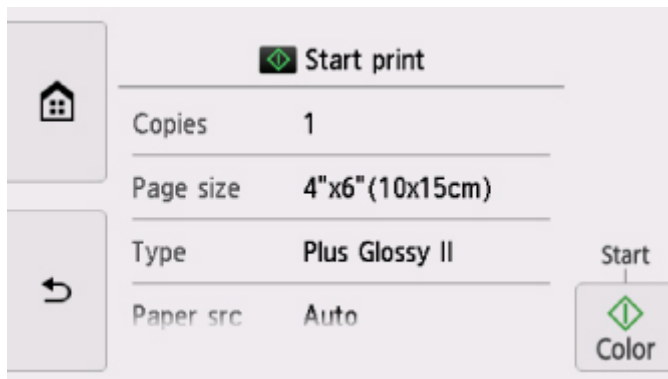 Start print
Copies 1
Page size 4"x6"(10x15cm)
Type Plus Glossy II
Paper src Auto
Start
Color